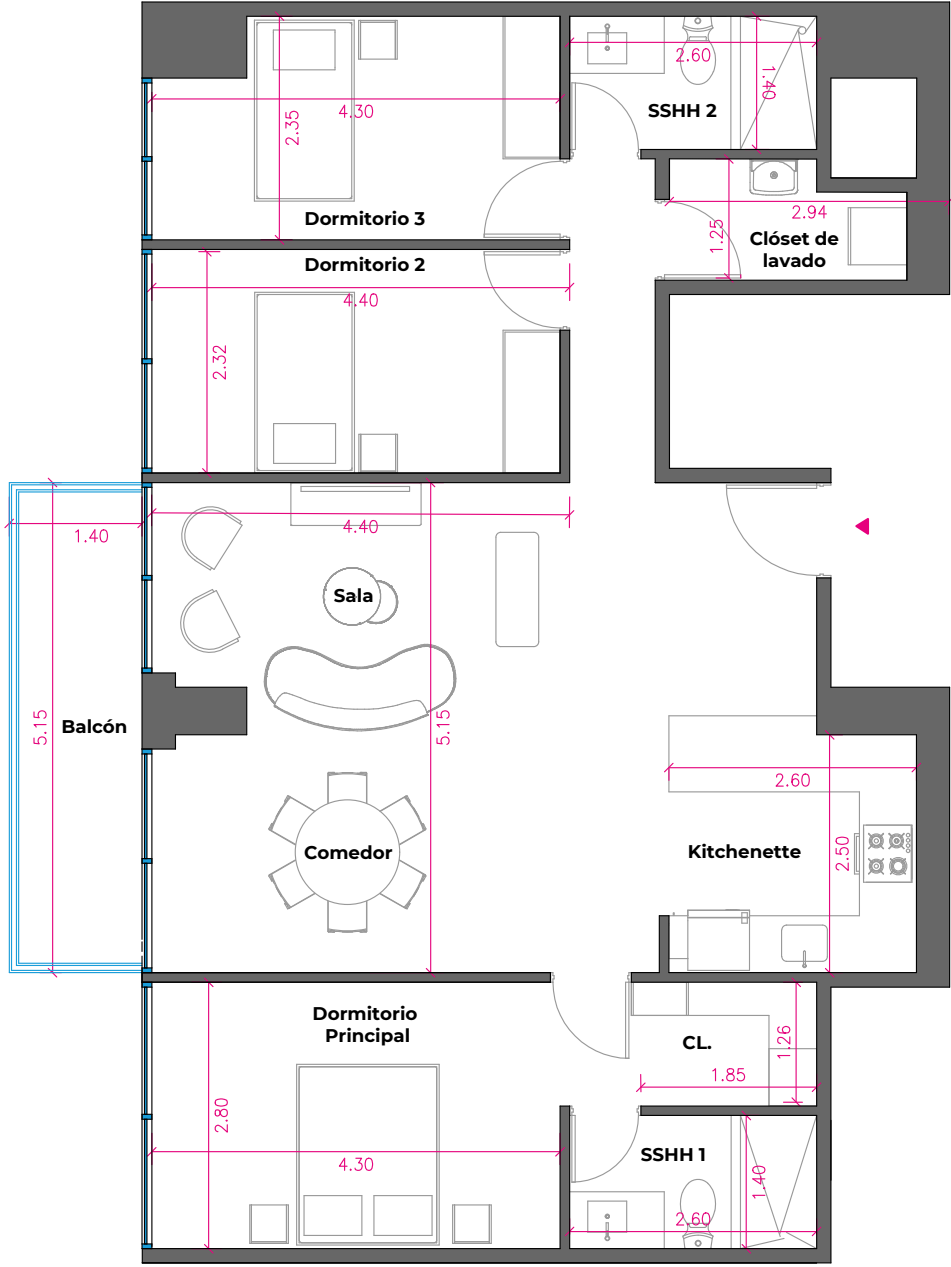 2.60
SSHH 2
1.40
4.30
2.35
Dormitorio 3
2.94
1.25
Clóset de
lavado
Dormitorio 2
4.40
2.32
1.40
4.40
Sala
Balcón
5.15
5.15
2.60
Comedor
Kitchenette
2.50
Dormitorio
Principal
CL.
1.26
1.85
2.80
4.30
SSHH 1
1.40
2.60